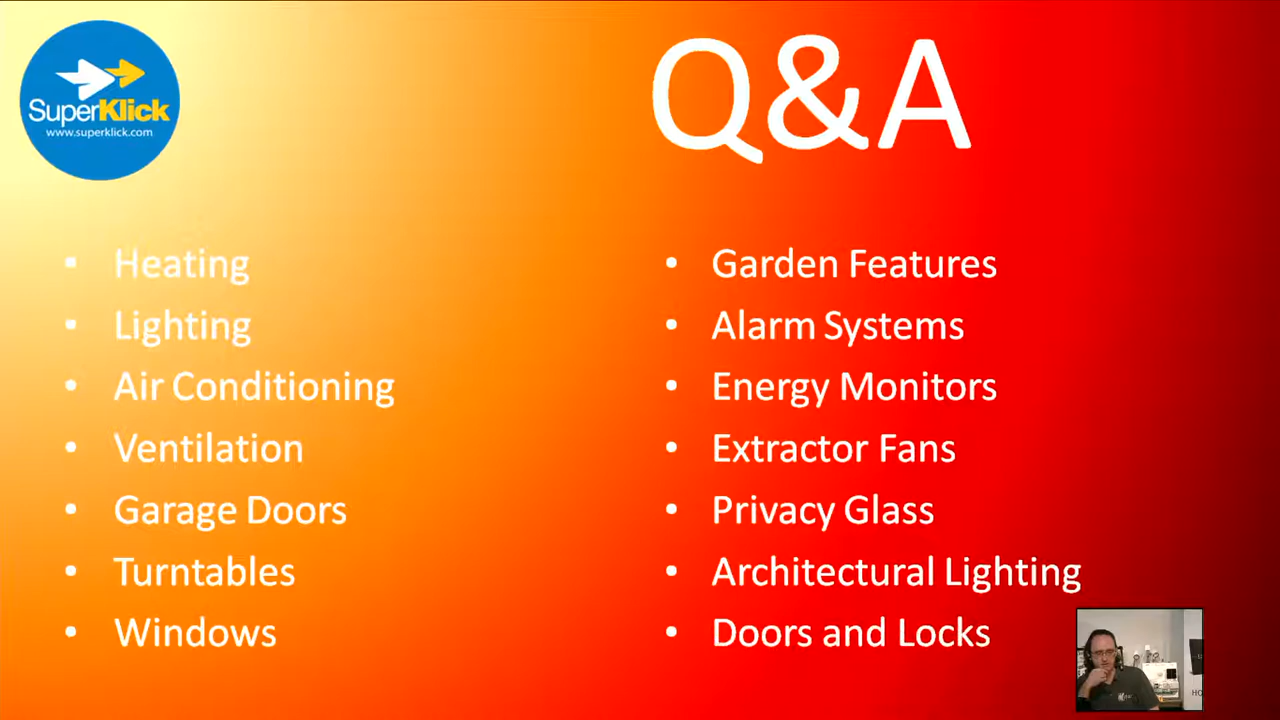 SuperKlick
www.superklick.com
Q&A
• Heating
• Lighting
• Air Conditioning
• Ventilation
• Garage Doors
• Turntables
• Windows
• Garden Features
• Alarm Systems
• Energy Monitors
• Extractor Fans
• Privacy Glass
• Architectural Lighting
• Doors and Locks
HO